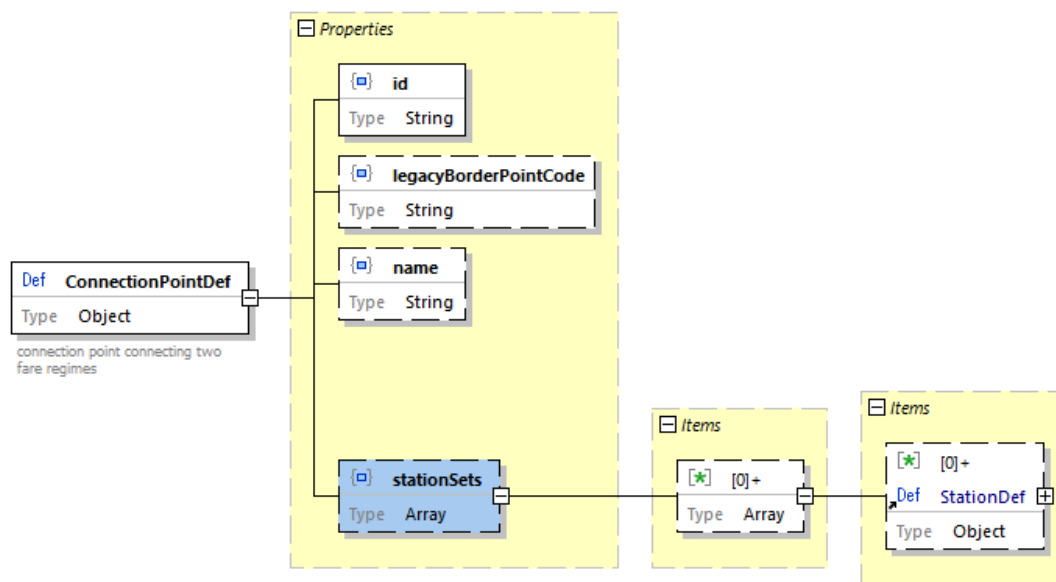 Properties
id
Type String
legacyBorderPointCode
Type String
name
Type String
Def ConnectionPointDef
Type Object
connection point connecting two
fare regimes
stationSets
Type Array
Items
[0]+
Type Array
Items
[0]+
Def StationDef
Type Object